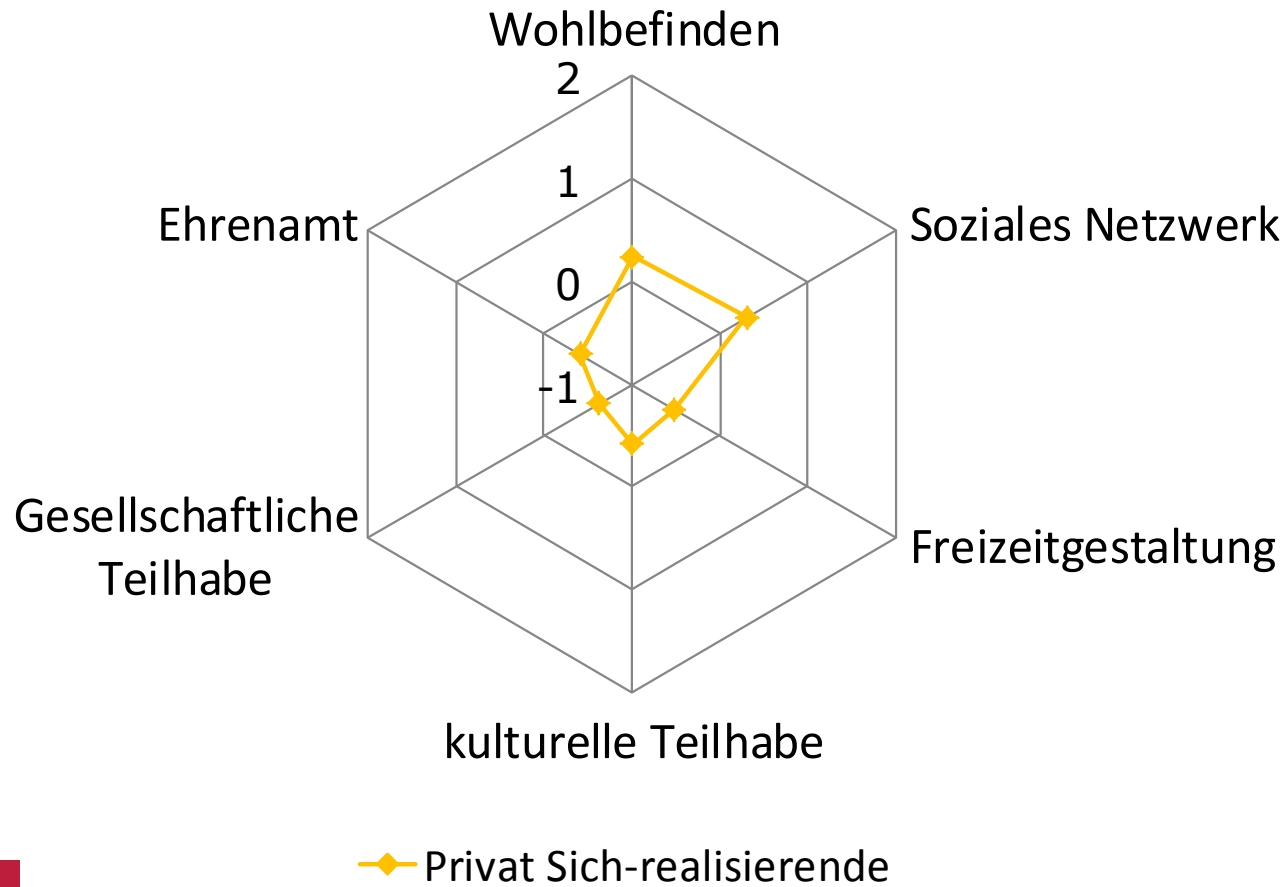 Wohlbefinden
2
1
Ehrenamt
Soziales Netzwerk
0
-1
Gesellschaftliche
Teilhabe
Freizeitgestaltung
kulturelle Teilhabe
Privat Sich-realisierende